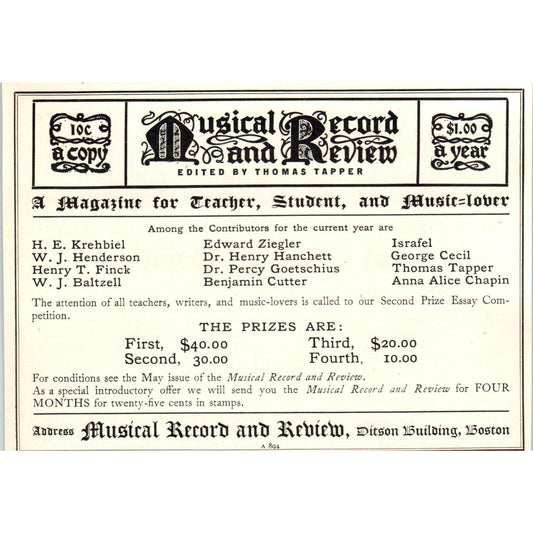 10c
a copy
Musical Record
and Review
EDITED BY THOMAS TAPPER
$1.00
a year
A Magazine for Teacher, Student, and Music=lover
Among the Contributors for the current year are
H. E. Krehbiel Edward Ziegler Israfel
W. J. Henderson Dr. Henry Hanchett George Cecil
Henry T. Finck Dr. Percy Goetschius Thomas Tapper
W. J. Baltzell Benjamin Cutter Anna Alice Chapin
The attention of all teachers, writers, and music-lovers is called to our Second Prize Essay Com-
petition.
THE PRIZES ARE:
First, $40.00 Third, $20.00
Second, 30.00 Fourth, 10.00
For conditions see the May issue of the Musical Record and Review.
As a special introductory offer we will send you the Musical Record and Review for FOUR
MONTHS for twenty-five cents in stamps.
Address Musical Record and Review, Ditson Building, Boston
A 894